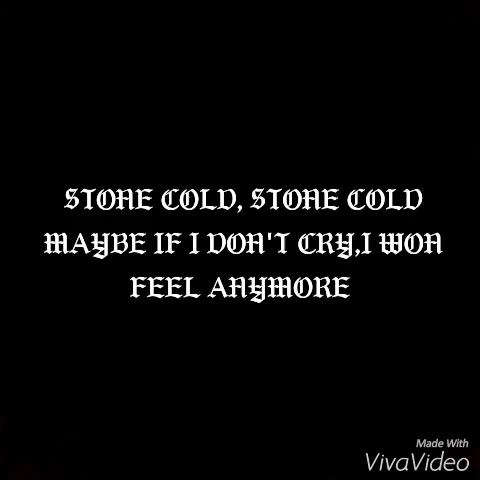 STONE COLD, STONE COLD
MAYBE IF I DON'T CRY,I WON
FEEL ANYMORE
Made With
VivaVideo